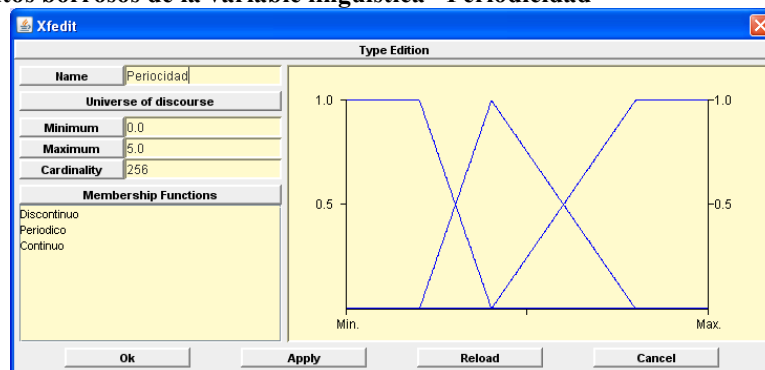 tos borrosos de la variable lingüística "Periodicidad"
Xfedit
Type Edition
Name Periocidad
Universe of discourse
Minimum 0.0
Maximum 5.0
Cardinality 256
Membership Functions
Discontinuo
Periodico
Continuo
1.0 1.0
0.5 0.5
Min. Max.
Ok Apply Reload Cancel